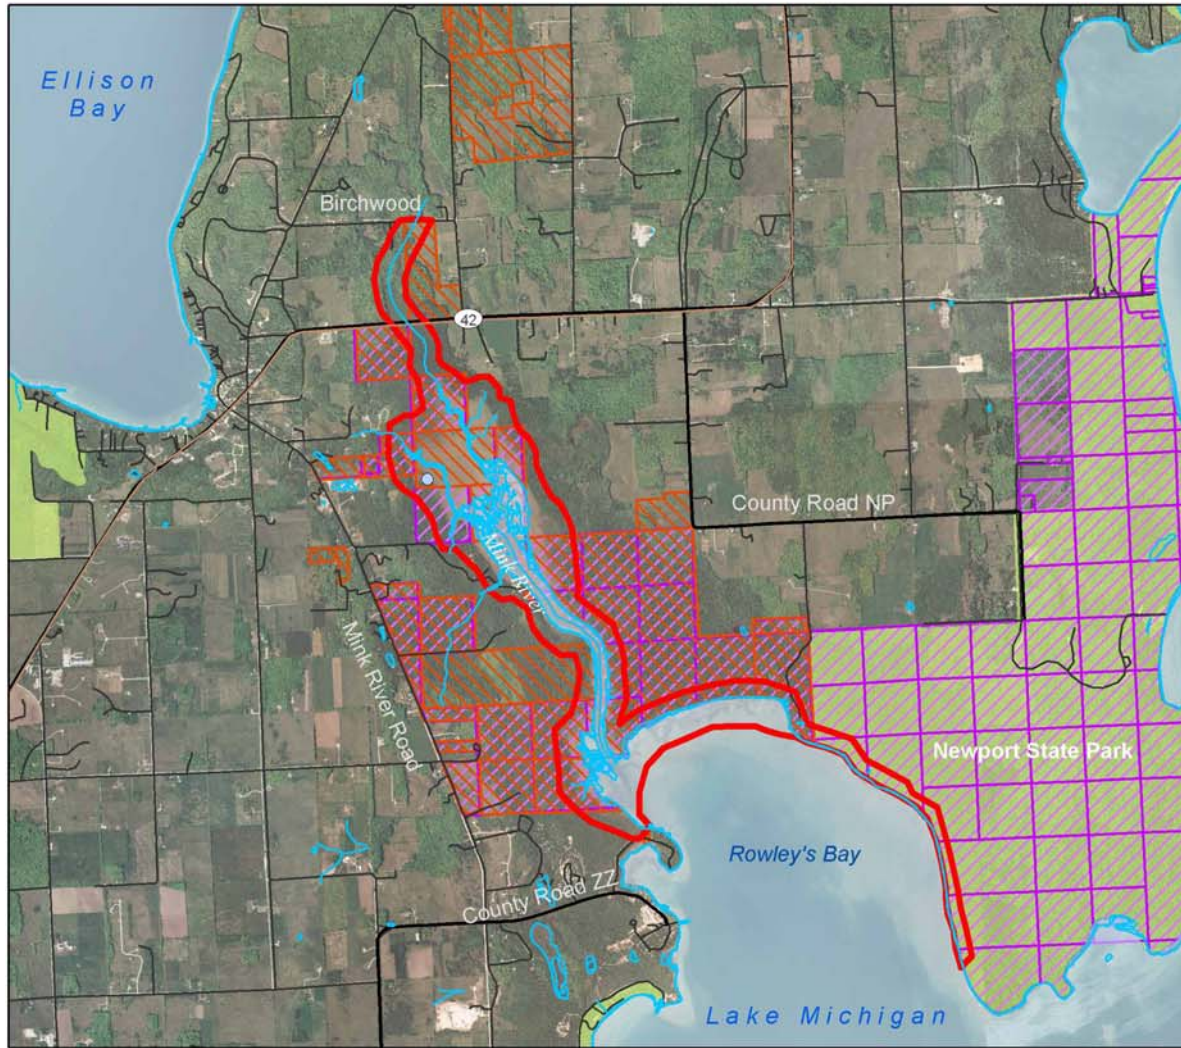 Ellison
Bay
Birchwood
42
County Road NP
Mink River
Mink River Road
Newport State Park
Rowley's Bay
County Road ZZ
Lake Michigan